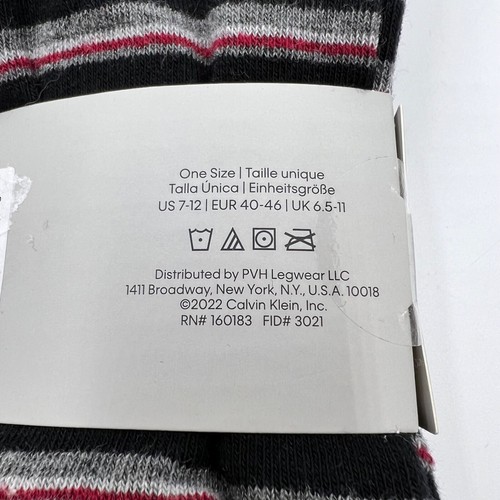 One Size | Taille unique
Talla Única | Einheitsgröße
US 7-12 | EUR 40-46 | UK 6.5-11
Distributed by PVH Legwear LLC
1411 Broadway, New York, N.Y., U.S.A. 10018
©2022 Calvin Klein, Inc.
RN# 160183 FID# 3021